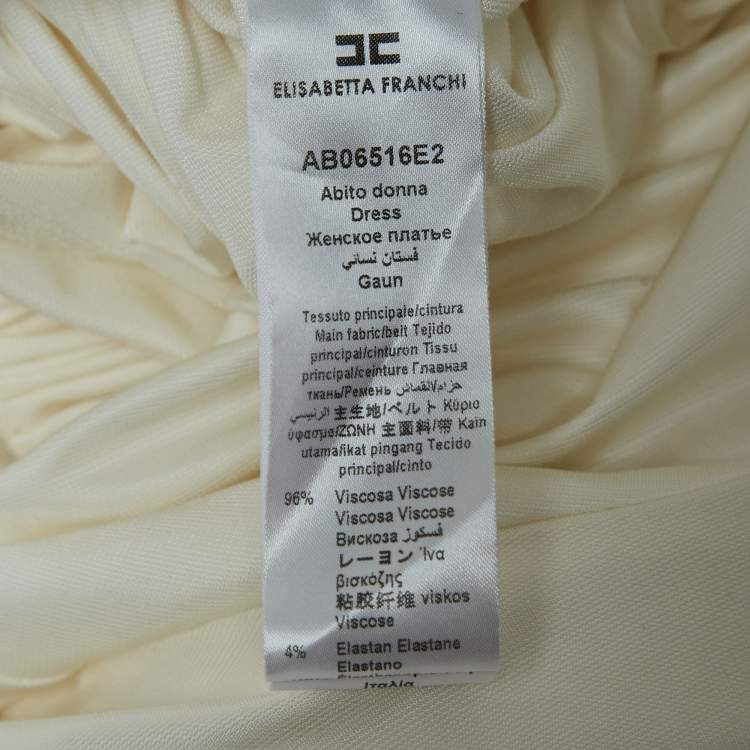 ELISABETTA FRANCHI
AB06516E2
Abito donna
Dress
Женское платье
فستان نسائي
Gaun
Tessuto principale/cintura
Main fabric/belt Tejido
principal/cinturon Tissu
principal/ceinture Главная
ткань/Ремень حزام/القماش
الرئيسي 主生地/ベルト Κύριο
ύφασμα/ΖΩΝΗ 主面料/带 Kain
utama/ikat pingang Tecido
principal/cinto
96% Viscosa Viscose
Viscosa Viscose
Вискоза فسكوز
レーヨン Ίνα
βισκόζης
粘胶纤维 viskos
Viscose
4% Elastan Elastane
Elastano
Ιταλία